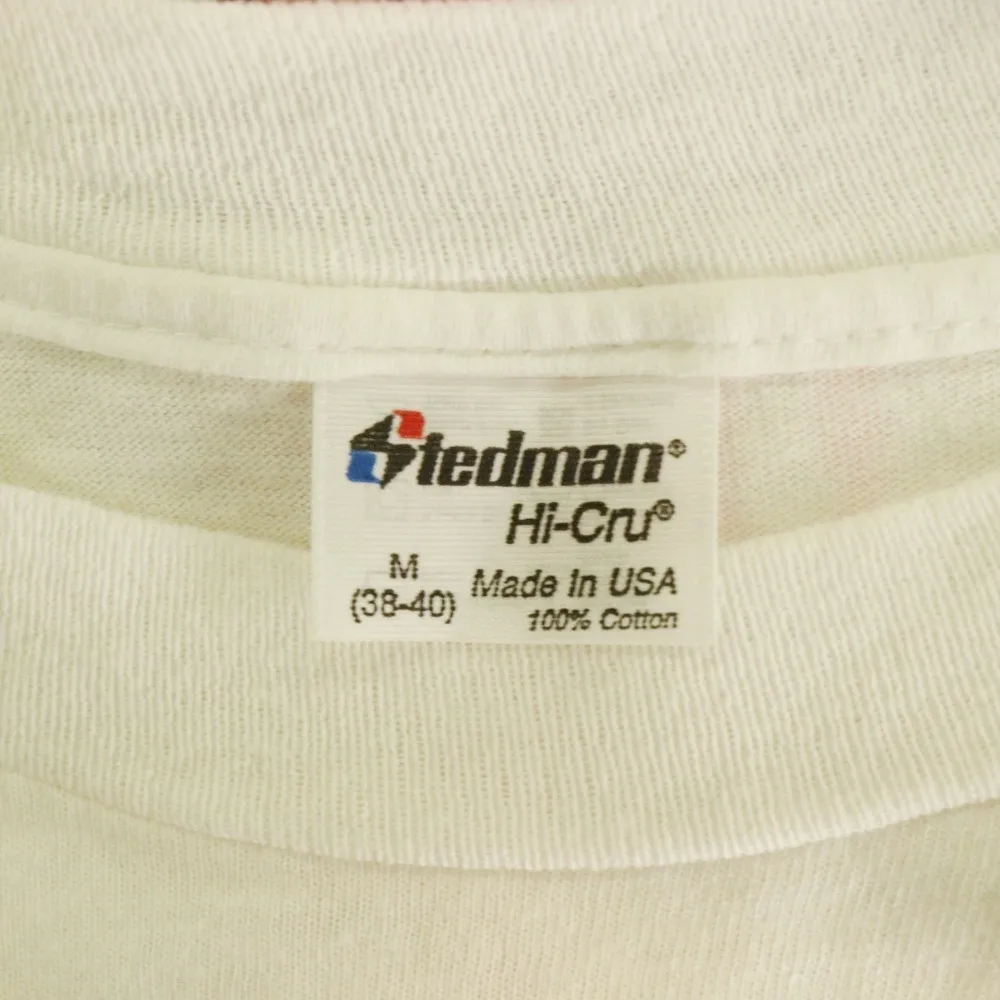 Stedman®
Hi-Cru®
M
(38-40)
Made In USA
100% Cotton